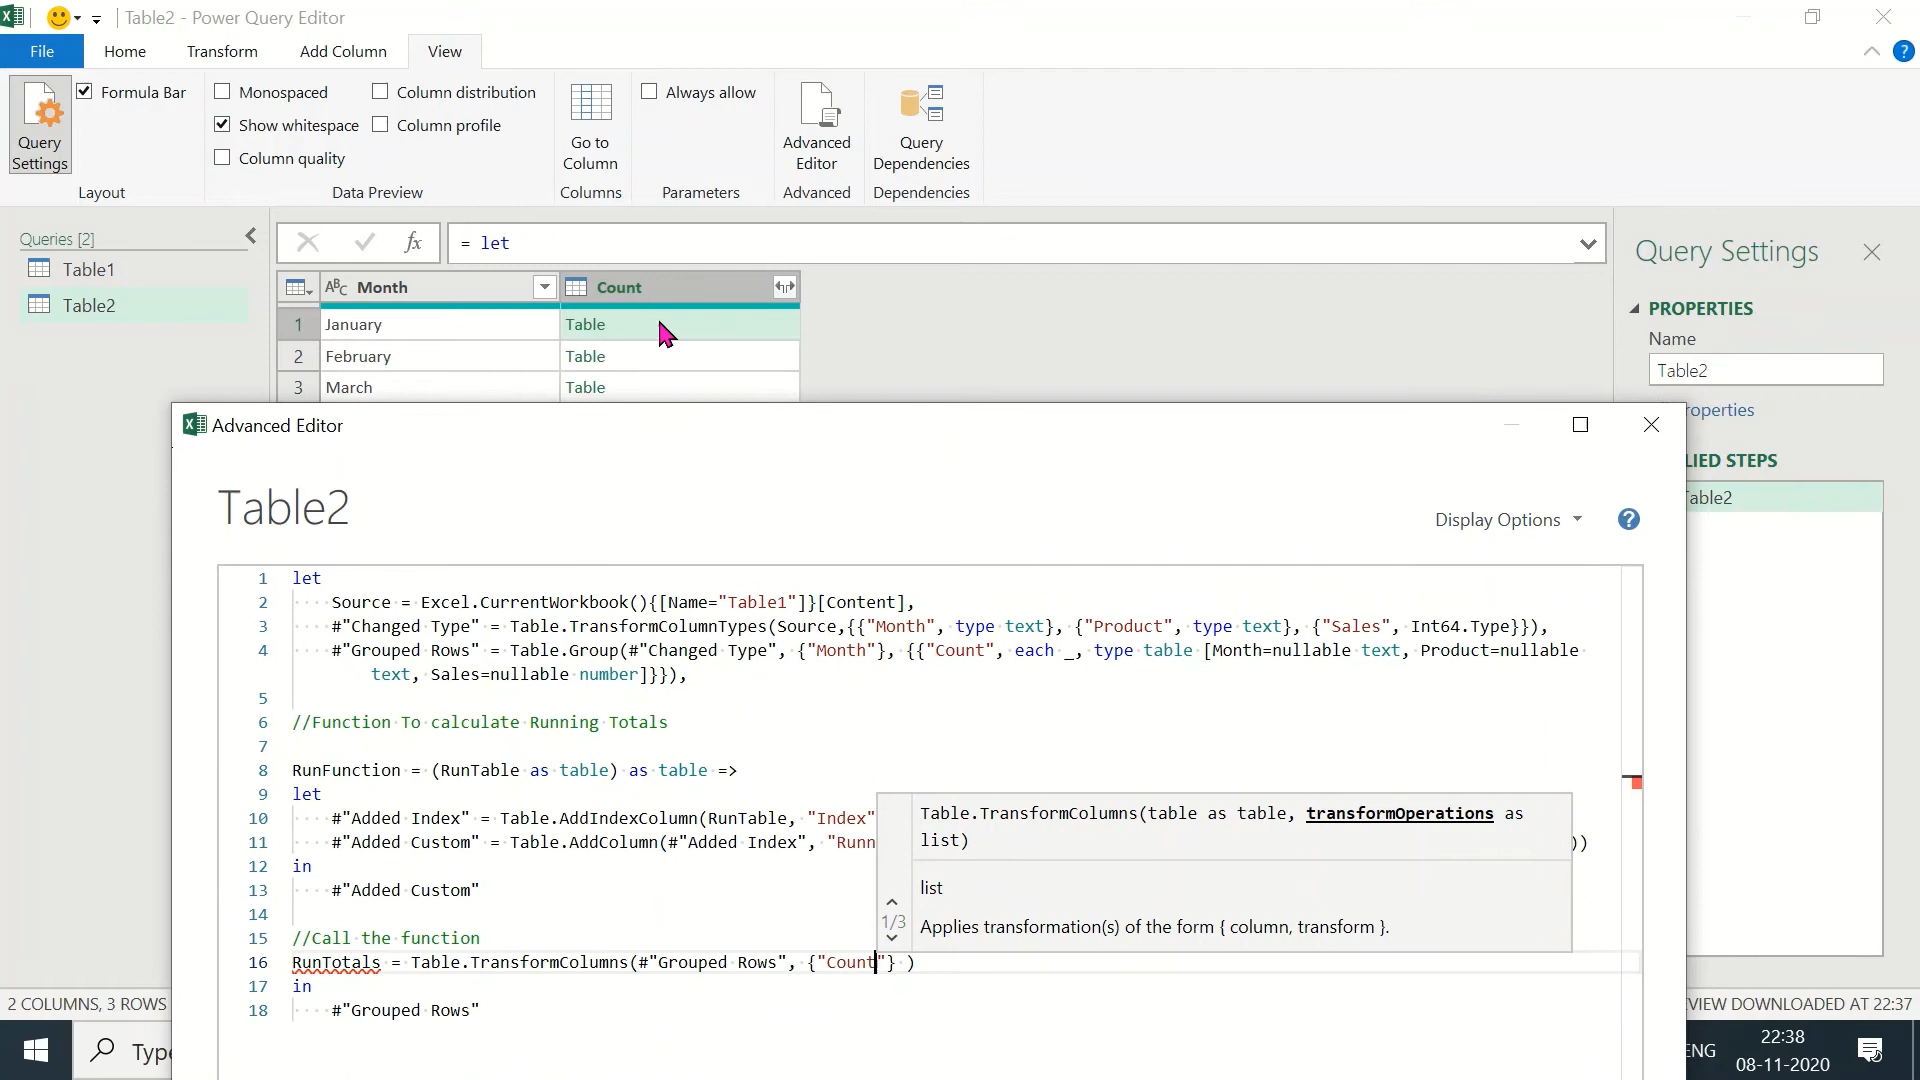 Table2 - Power Query Editor
File
Home
Transform
Add Column
View
Query
Settings
Formula Bar
Layout
Monospaced
Show whitespace
Column quality
Column distribution
Column profile
Data Preview
Go to
Column
Columns
Always allow
Parameters
Advanced
Editor
Advanced
Query
Dependencies
Dependencies
Queries [2]
Table1
Table2
fx
= let
ABC Month
Count
1 January Table
2 February Table
3 March Table
Query Settings
PROPERTIES
Name
Table2
roperties
LIED STEPS
Table2
Advanced Editor
Table2
Display Options
1 let
2 ····Source·=·Excel.CurrentWorkbook(){[Name="Table1"]}[Content],
3 ····#"Changed·Type"·=·Table.TransformColumnTypes(Source,{{"Month",·type·text},·{"Product",·type·text},·{"Sales",·Int64.Type}}),
4 ····#"Grouped·Rows"·=·Table.Group(#"Changed·Type",·{"Month"},·{{"Count",·each·_,·type·table·[Month=nullable·text,·Product=nullable·
text,·Sales=nullable·number]}}),
5
6 //Function·To·calculate·Running·Totals
7
8 RunFunction·=·(RunTable·as·table)·as·table·=>
9 let
10 ····#"Added·Index"·=·Table.AddIndexColumn(RunTable,·"Index"
11 ····#"Added·Custom"·=·Table.AddColumn(#"Added·Index",·"Runn ))
12 in
13 ····#"Added·Custom"
14
15 //Call·the·function
16 RunTotals·=·Table.TransformColumns(#"Grouped·Rows",·{"Count"}·)
17 in
18 ····#"Grouped·Rows"
Table.TransformColumns(table as table, transformOperations as
list)
list
1/3
Applies transformation(s) of the form { column, transform }.
2 COLUMNS, 3 ROWS
VIEW DOWNLOADED AT 22:37
Type
ENG
22:38
08-11-2020